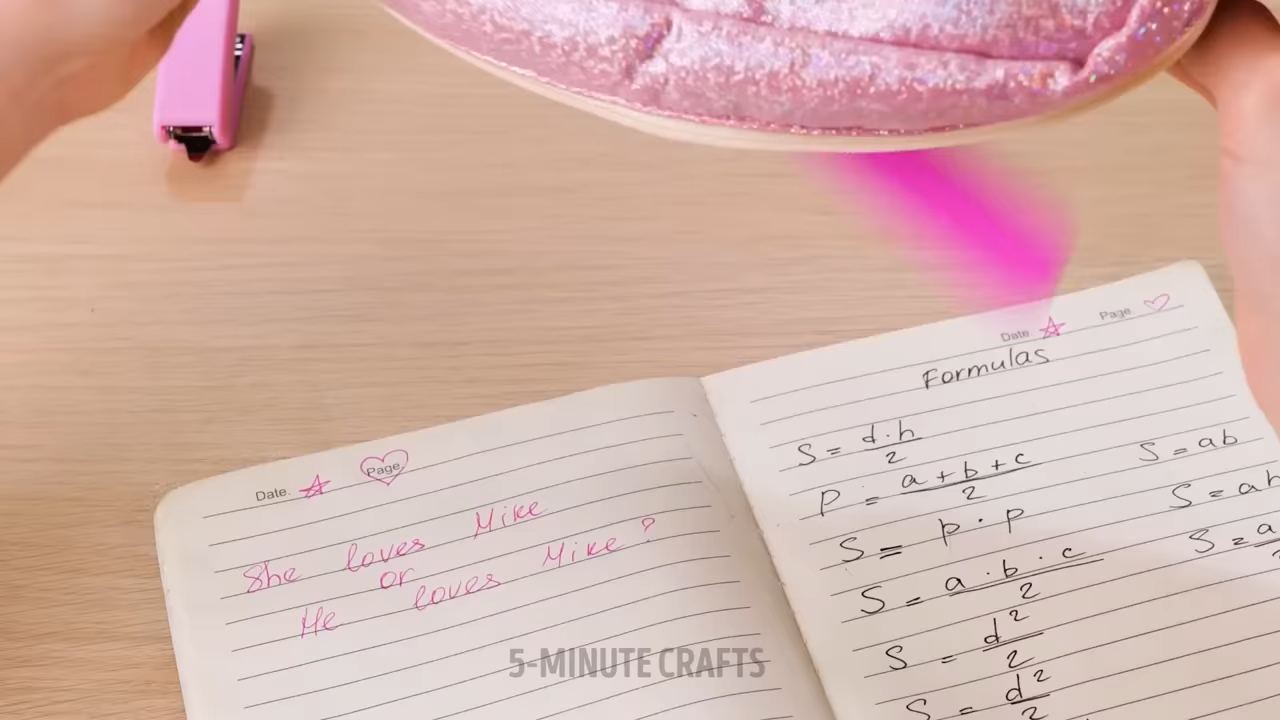 Date. Page
She loves Mike
or
He loves Mike?
Date Page
Formulas
S = d·h/2
P = a+b+c/2
S = p·p
S = a·b·c/2
S = d²/2
S = d²/2
S = ab
S = ah
S = a
5-MINUTE CRAFTS